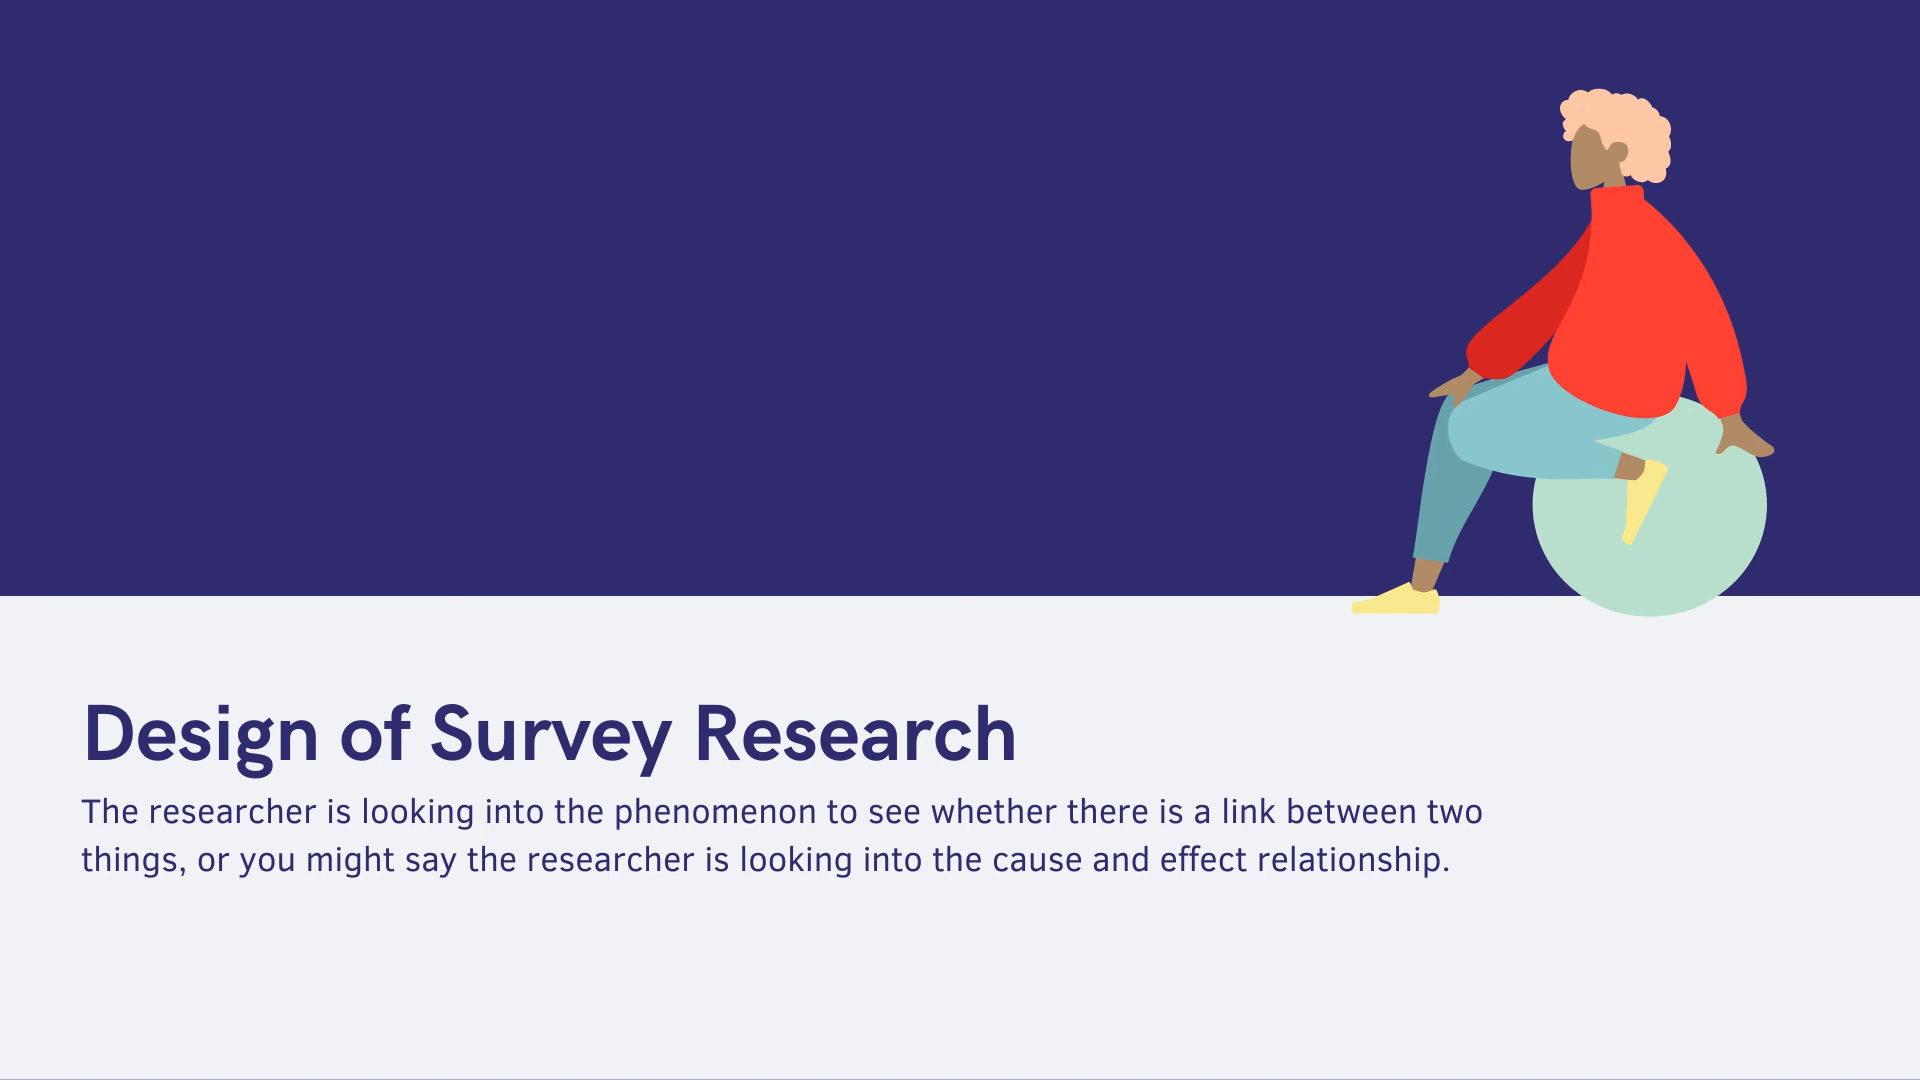 Design of Survey Research
The researcher is looking into the phenomenon to see whether there is a link between two
things, or you might say the researcher is looking into the cause and effect relationship.